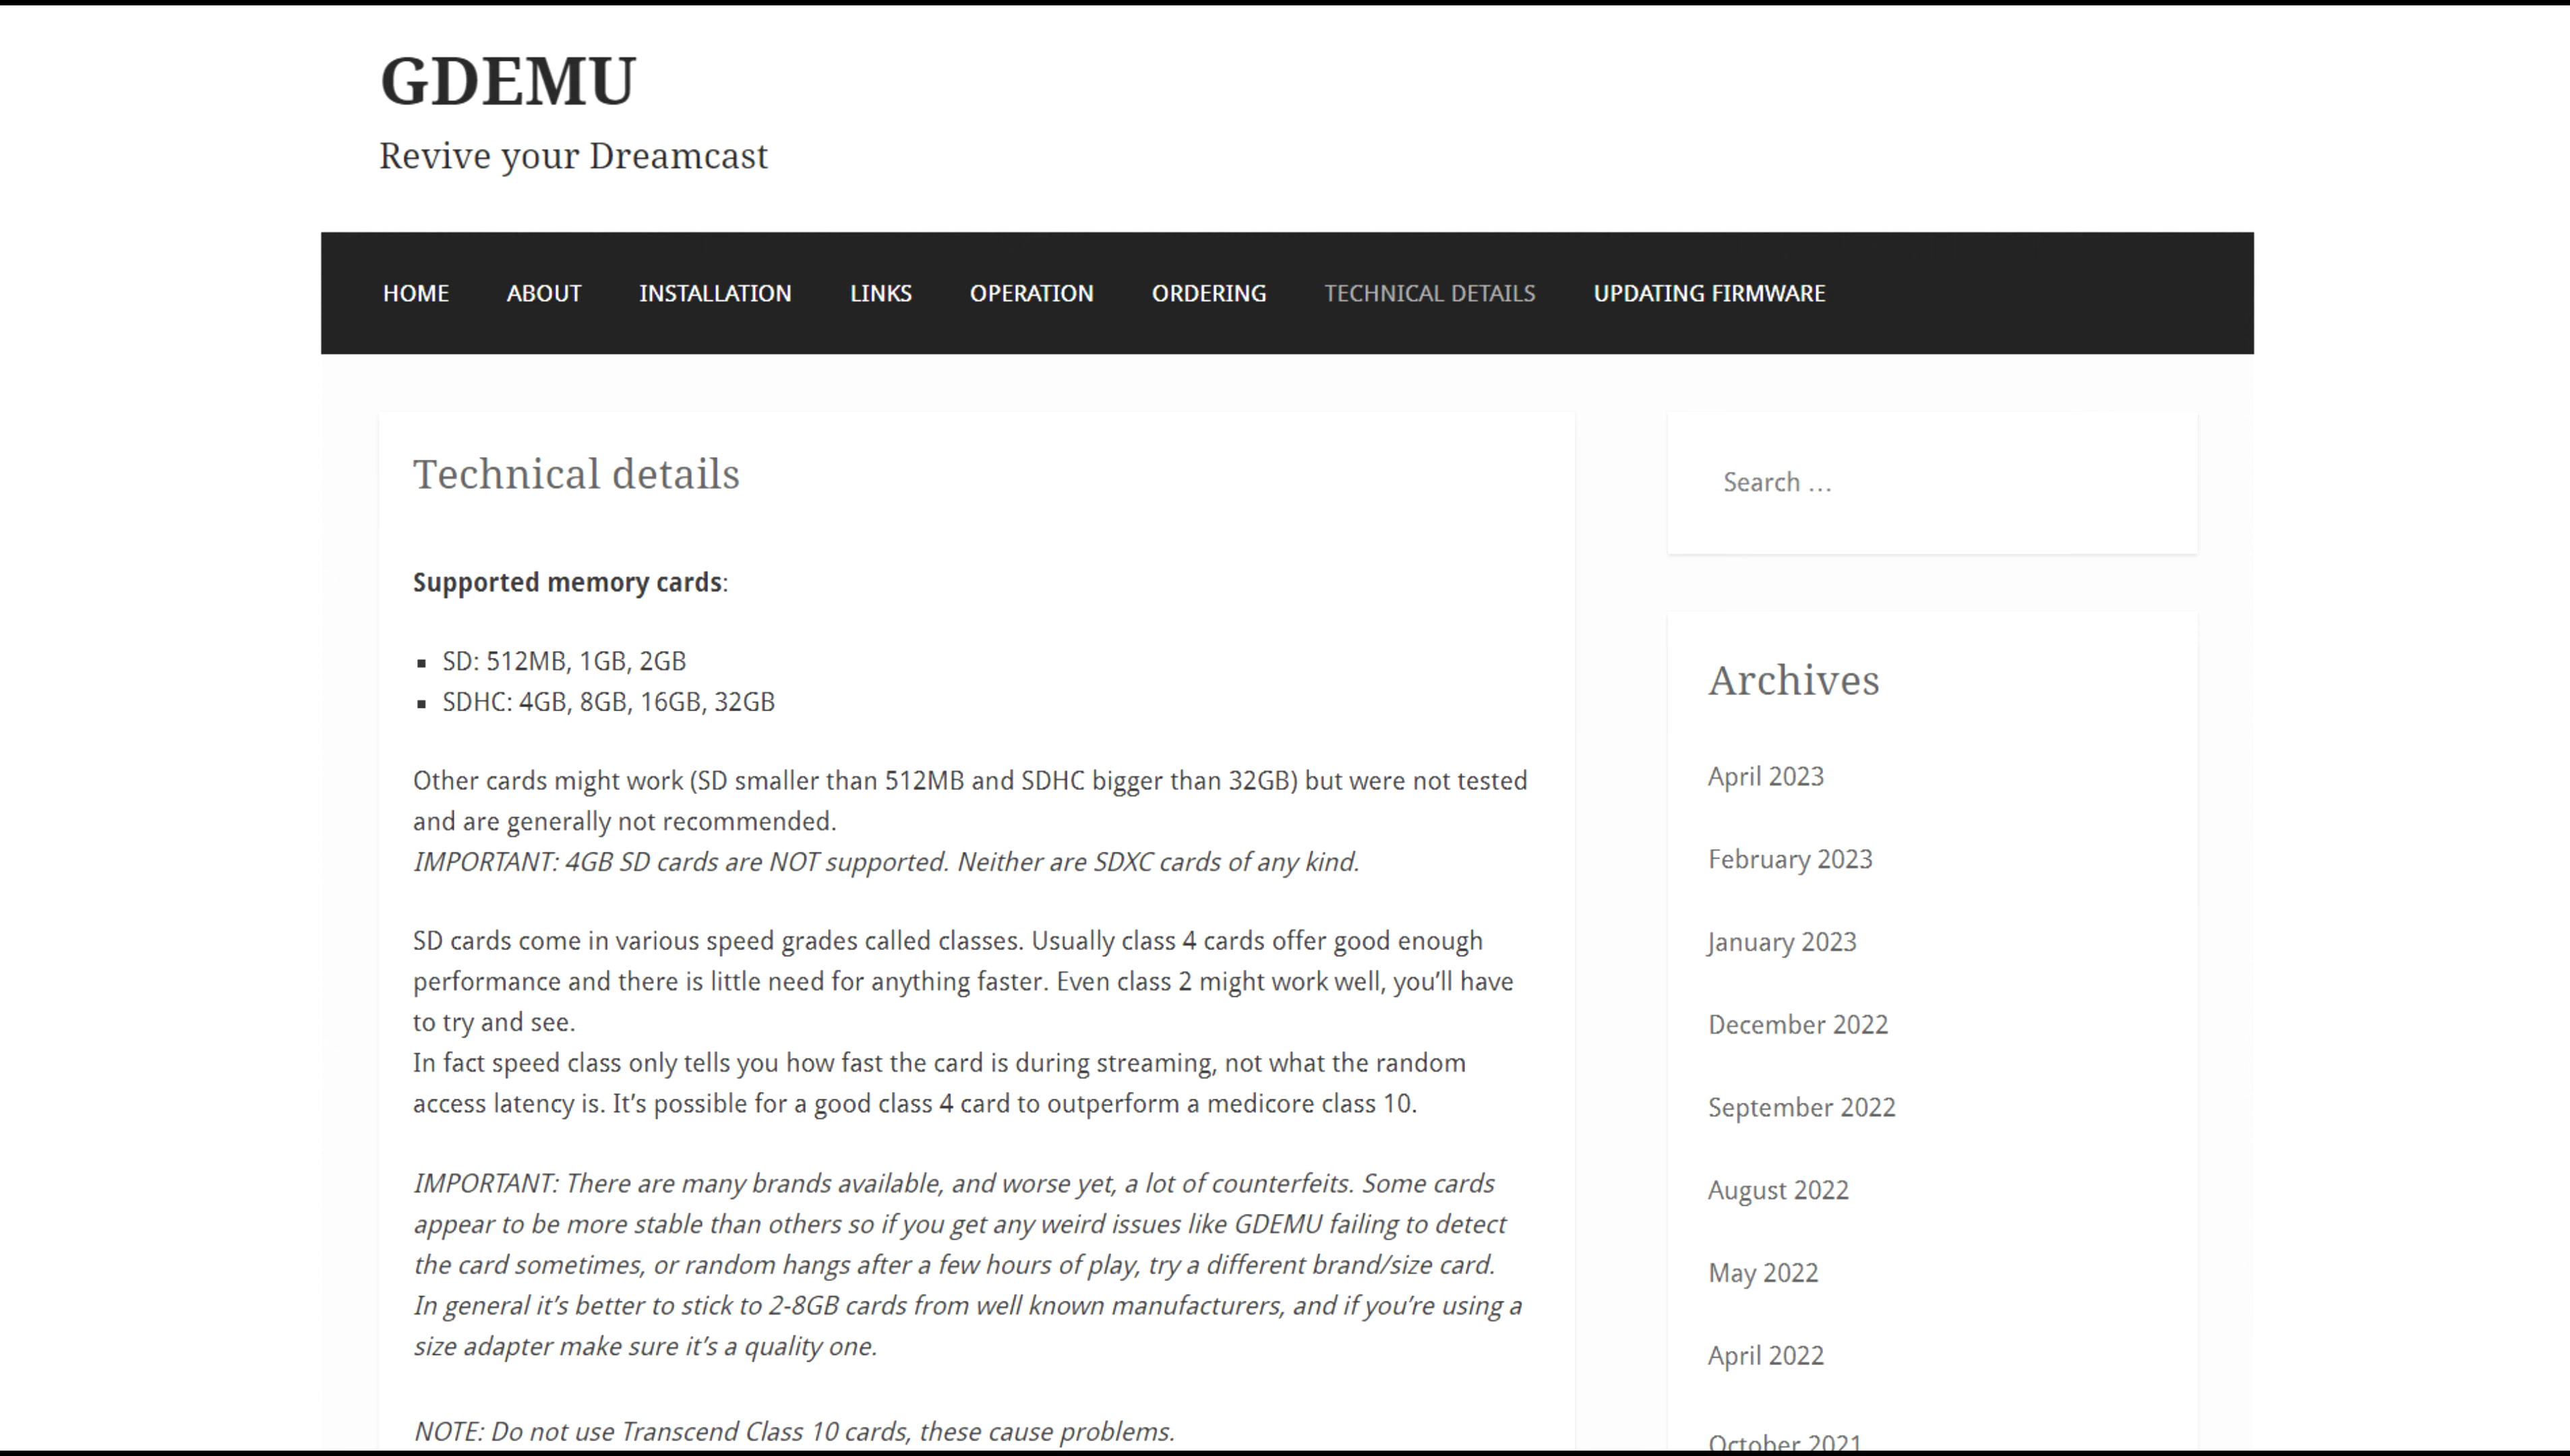 GDEMU
Revive your Dreamcast
HOME ABOUT INSTALLATION LINKS OPERATION ORDERING TECHNICAL DETAILS UPDATING FIRMWARE
Technical details
Supported memory cards:
▪ SD: 512MB, 1GB, 2GB
▪ SDHC: 4GB, 8GB, 16GB, 32GB
Other cards might work (SD smaller than 512MB and SDHC bigger than 32GB) but were not tested
and are generally not recommended.
IMPORTANT: 4GB SD cards are NOT supported. Neither are SDXC cards of any kind.
SD cards come in various speed grades called classes. Usually class 4 cards offer good enough
performance and there is little need for anything faster. Even class 2 might work well, you’ll have
to try and see.
In fact speed class only tells you how fast the card is during streaming, not what the random
access latency is. It’s possible for a good class 4 card to outperform a medicore class 10.
IMPORTANT: There are many brands available, and worse yet, a lot of counterfeits. Some cards
appear to be more stable than others so if you get any weird issues like GDEMU failing to detect
the card sometimes, or random hangs after a few hours of play, try a different brand/size card.
In general it’s better to stick to 2-8GB cards from well known manufacturers, and if you’re using a
size adapter make sure it’s a quality one.
NOTE: Do not use Transcend Class 10 cards, these cause problems.
Search …
Archives
April 2023
February 2023
January 2023
December 2022
September 2022
August 2022
May 2022
April 2022
October 2021